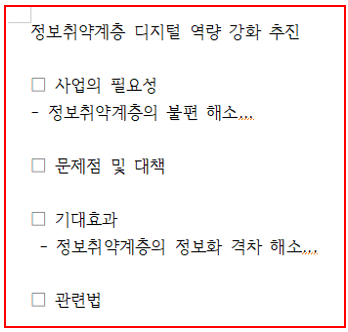 정보취약계층 디지털 역량 강화 추진
□ 사업의 필요성
- 정보취약계층의 불편 해소...
□ 문제점 및 대책
□ 기대효과
- 정보취약계층의 정보화 격차 해소...
□ 관련법